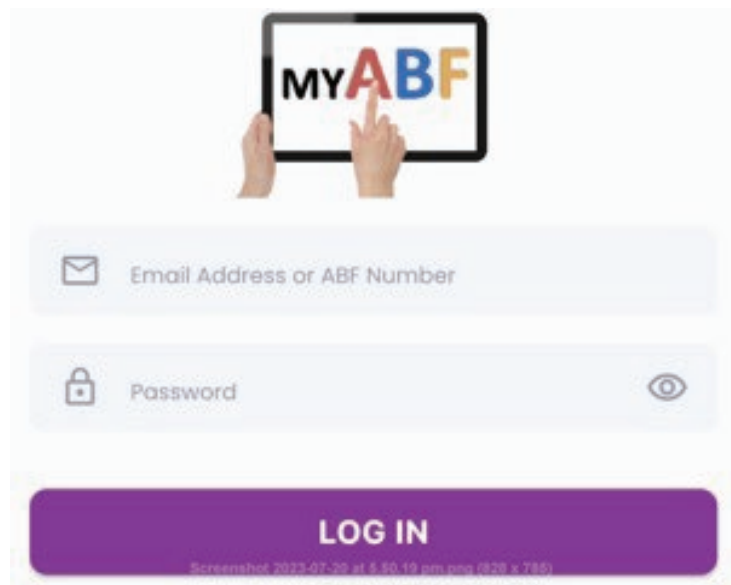 MYABF
Email Address or ABF Number
Password
LOG IN
Screenshot 2023-07-20 at 5.50.19 pm.png (828 x 785)